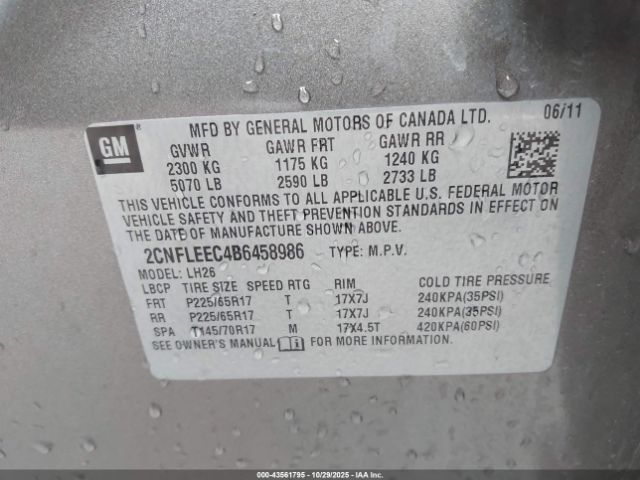 MFD BY GENERAL MOTORS OF CANADA LTD. 06/11
GM
GVWR GAWR FRT GAWR RR
2300 KG 1175 KG 1240 KG
5070 LB 2590 LB 2733 LB
THIS VEHICLE CONFORMS TO ALL APPLICABLE U.S. FEDERAL MOTOR
VEHICLE SAFETY AND THEFT PREVENTION STANDARDS IN EFFECT ON
THE DATE OF MANUFACTURE SHOWN ABOVE.
2CNFLEEC4B6458986 TYPE: M.P.V.
MODEL: LH26
LBCP TIRE SIZE SPEED RTG RIM COLD TIRE PRESSURE
FRT P225/65R17 T 17X7J 240KPA(35PSI)
RR P225/65R17 T 17X7J 240KPA(35PSI)
SPA T145/70R17 M 17X4.5T 420KPA(60PSI)
SEE OWNER'S MANUAL FOR MORE INFORMATION.
000-43561795 - 10/29/2025 - IAAI.com